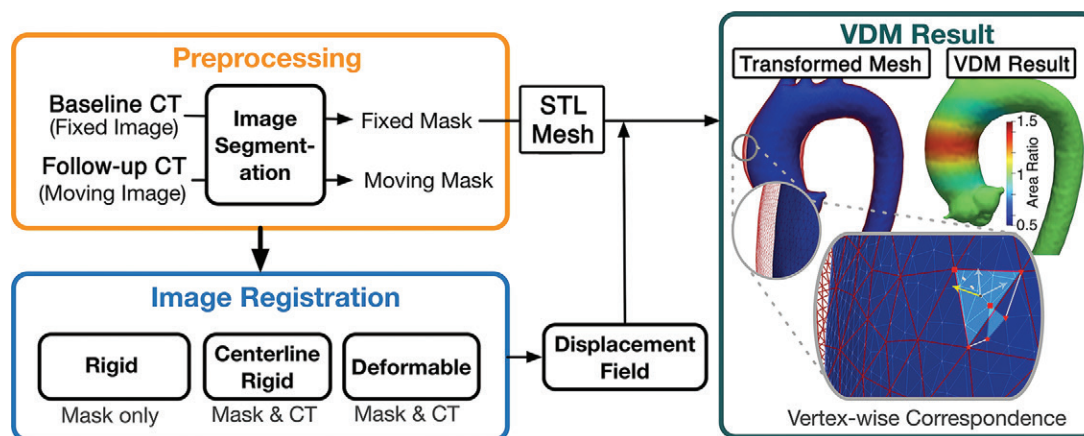 Preprocessing
Baseline CT
(Fixed Image)
Follow-up CT
(Moving Image)
Image
Segment-
ation
Fixed Mask
Moving Mask
STL
Mesh
Image Registration
Rigid
Mask only
Centerline
Rigid
Mask & CT
Deformable
Mask & CT
Displacement
Field
VDM Result
Transformed Mesh
VDM Result
1.5
1
0.5
Area Ratio
Vertex-wise Correspondence